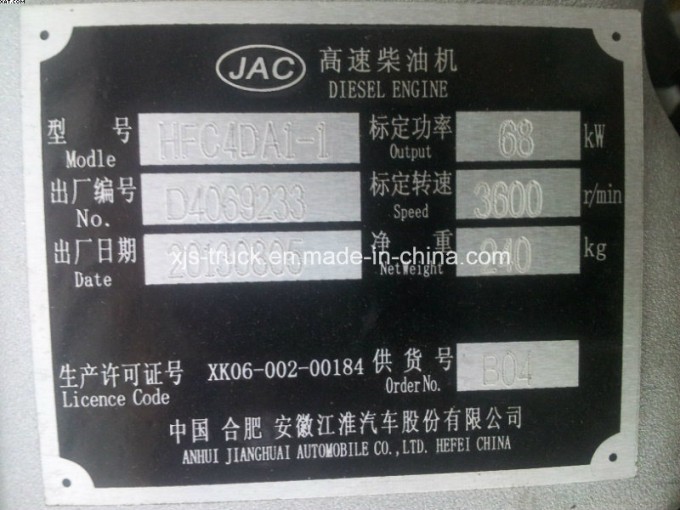 JAC 高速柴油机
DIESEL ENGINE
型 号 HFC4DA1-1 标定功率 68 kW
Modle Output
出厂编号 D4069233 标定转速 3600 r/min
No. Speed
出厂日期 20130805 净 重 240 kg
Date NetWeight
xjs-truck.en.made-in-china.com
生产许可证号 XK06-002-00184 供货号 B04
Licence Code Order No.
中国 合肥 安徽江淮汽车股份有限公司
ANHUI JIANGHUAI AUTOMOBILE CO.,LTD. HEFEI CHINA